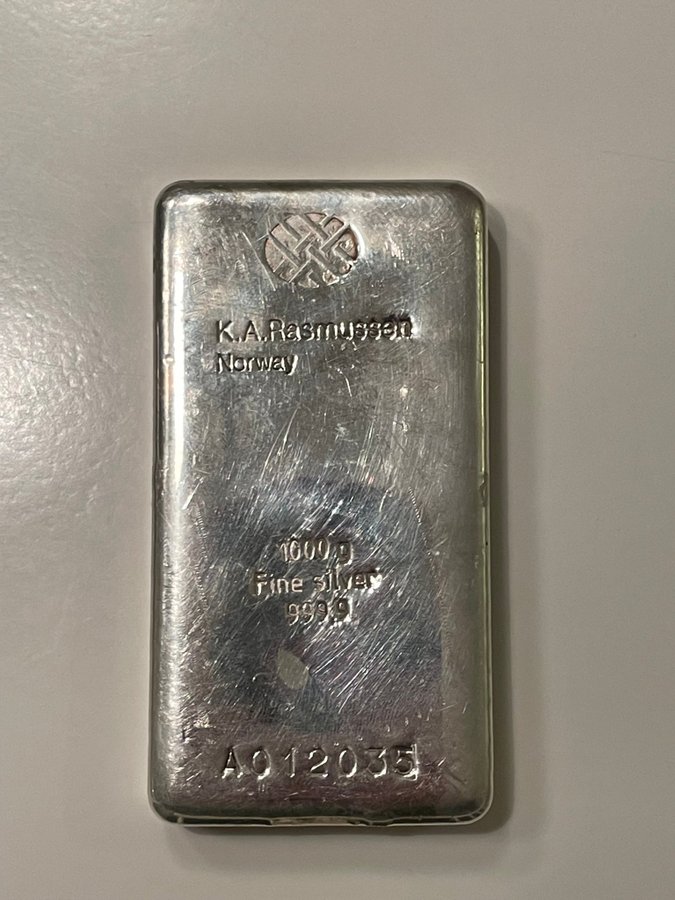 K.A.Rasmussen
Norway
1000 g
Fine silver
999.9
A012035